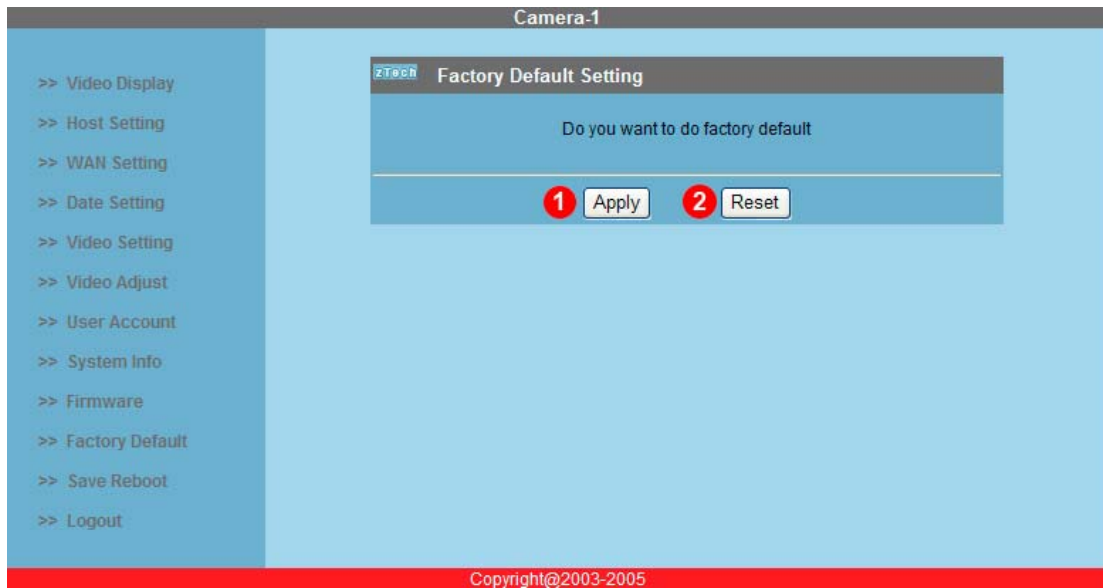 Camera-1
>> Video Display
>> Host Setting
>> WAN Setting
>> Date Setting
>> Video Setting
>> Video Adjust
>> User Account
>> System Info
>> Firmware
>> Factory Default
>> Save Reboot
>> Logout
zTech Factory Default Setting
Do you want to do factory default
1 Apply 2 Reset
Copyright@2003-2005